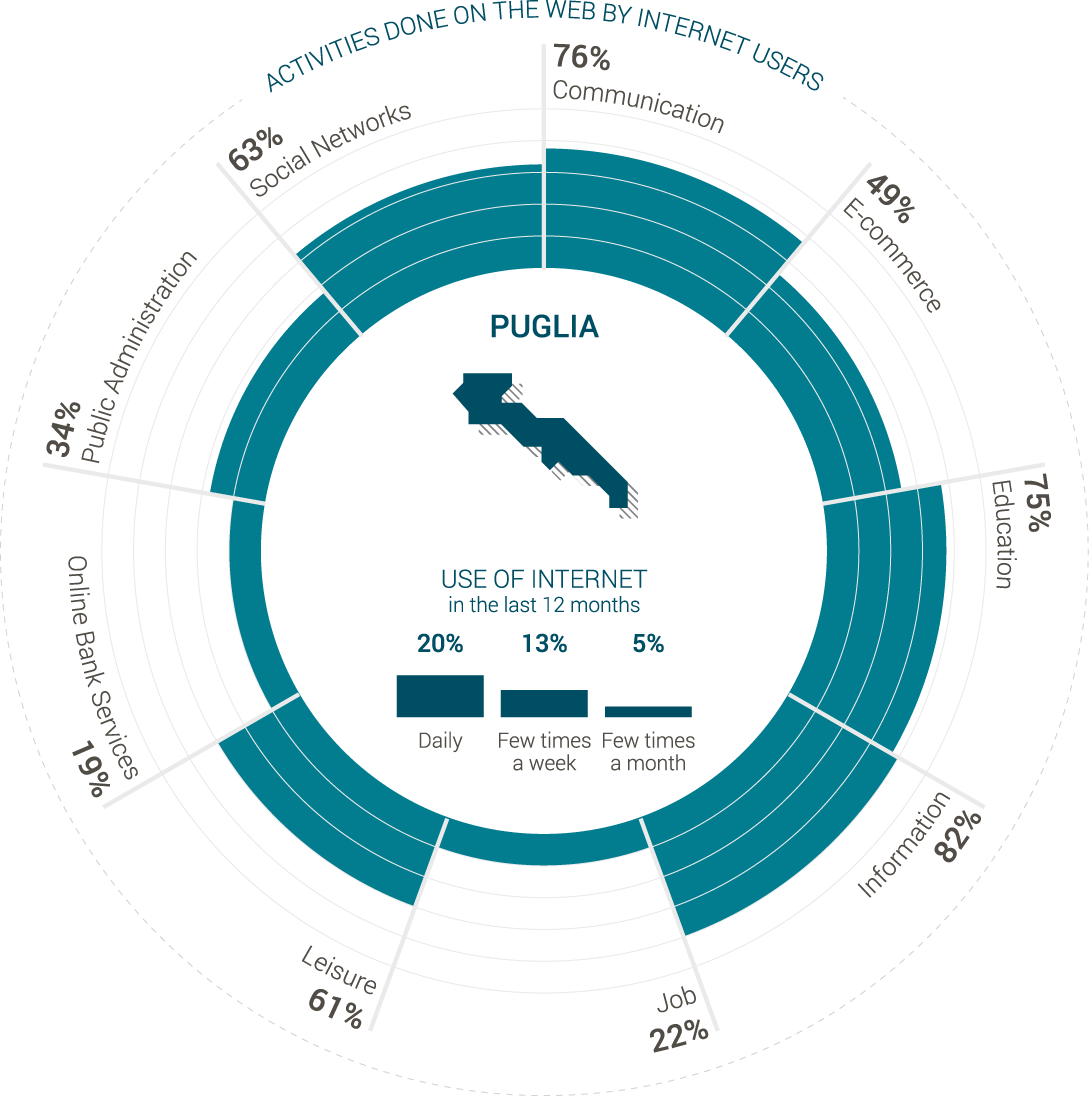 ACTIVITIES DONE ON THE WEB BY INTERNET USERS
76%
Communication
49%
E-commerce
75%
Education
Information
82%
Job
22%
Leisure
61%
Online Bank Services
19%
34%
Public Administration
63%
Social Networks
PUGLIA
USE OF INTERNET
in the last 12 months
20% 13% 5%
Daily Few times Few times
a week a month